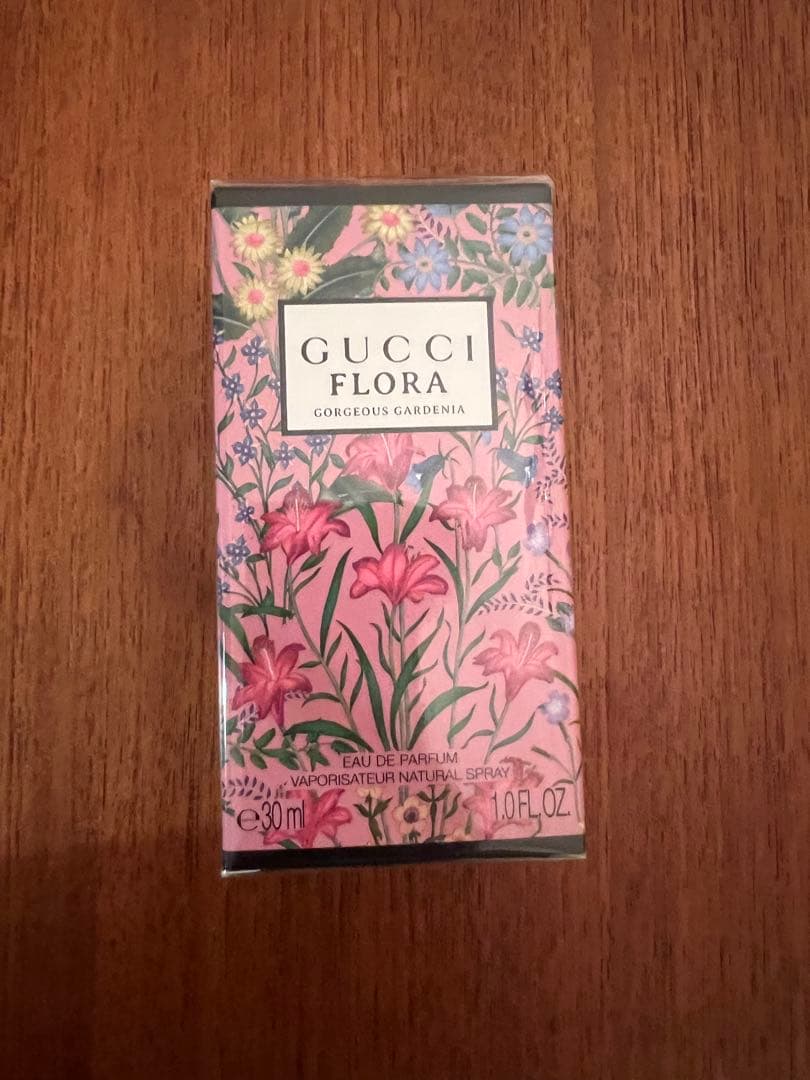 GUCCI
FLORA
GORGEOUS GARDENIA
EAU DE PARFUM
VAPORISATEUR NATURAL SPRAY
℮30 ml 1.0 FL.OZ.